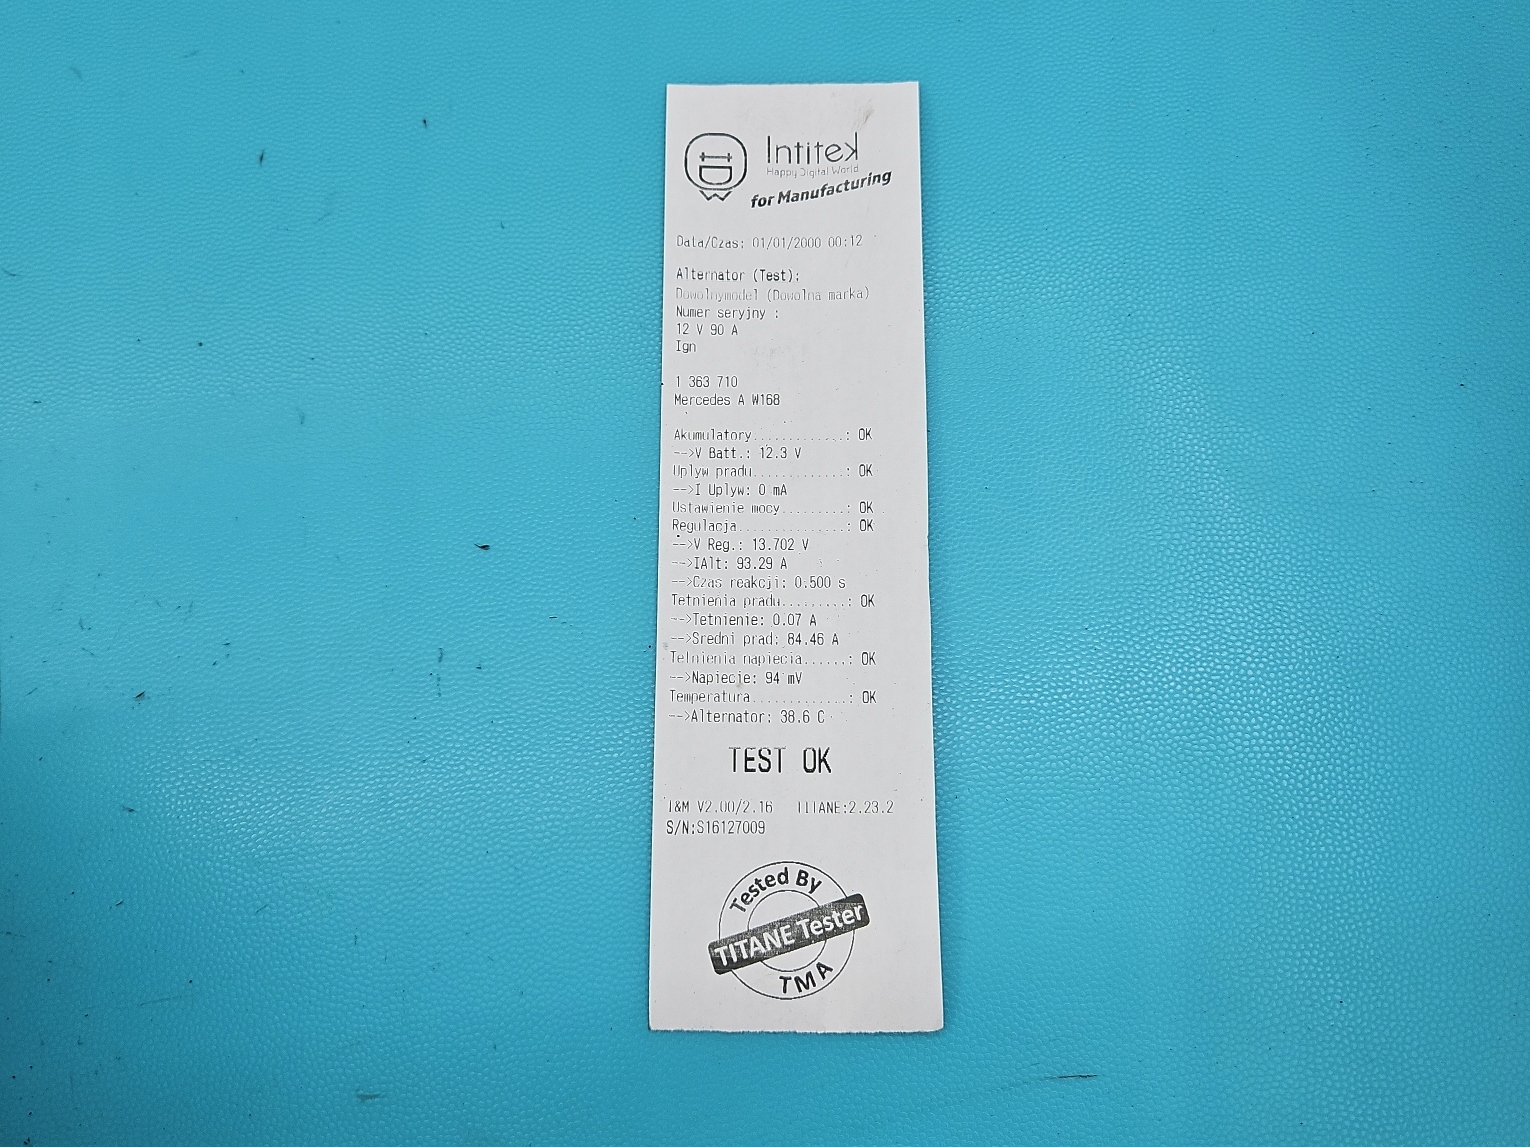 Intitek
Happy Digital World
for Manufacturing
Data/Czas: 01/01/2000 00:12
Alternator (Test):
Dowolnymodel (Dowolna marka)
Numer seryjny :
12 V 90 A
Ign
1 363 710
Mercedes A W168
Akumulatory.............: OK
-->V Batt.: 12.3 V
Uplyw pradu.............: OK
-->I Uplyw: 0 mA
Ustawienie mocy.........: OK
Regulacja...............: OK
-->V Reg.: 13.702 V
-->IAlt: 93.29 A
-->Czas reakcji: 0.500 s
Tetnienia pradu.........: OK
-->Tetnienie: 0.07 A
-->Sredni prad: 84.46 A
Tetnienia napiecia......: OK
-->Napiecie: 94 mV
Temperatura.............: OK
-->Alternator: 38.6 C
TEST OK
I&M V2.00/2.16 TITANE:2.23.2
S/N:S16127009
Tested By
TITANE Tester
TMA